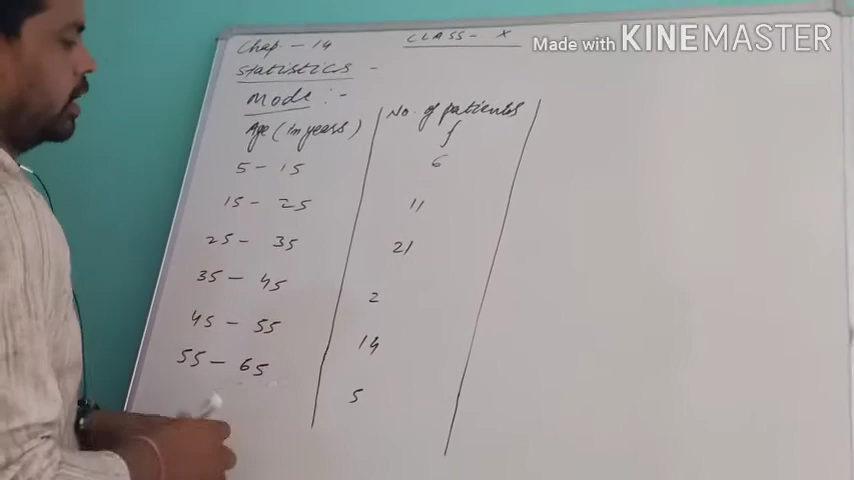 Chap. - 14
CLASS - X
Made with KINEMASTER
Statistics -
Mode :-
Age (in years) No. of patients
f
5 - 15 6
15 - 25 11
25 - 35 21
35 - 45 2
45 - 55 14
55 - 65 5